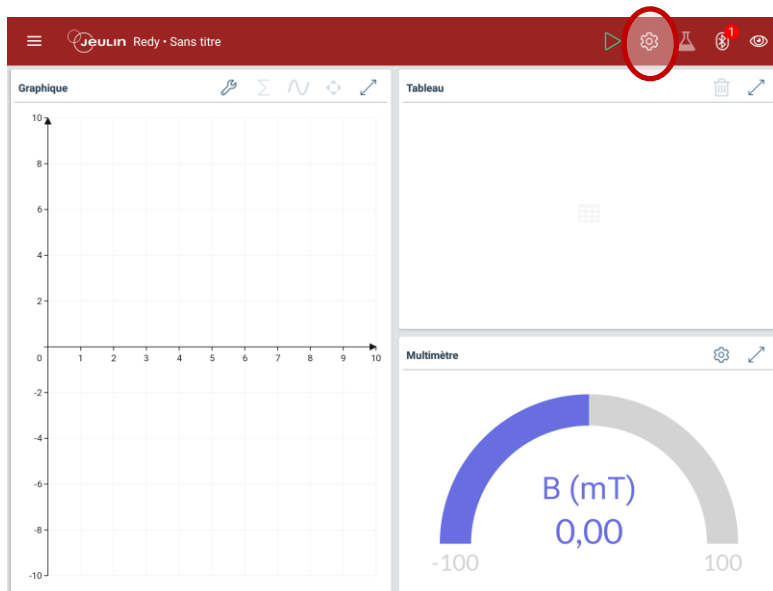 Jeulin Redy • Sans titre
1
Graphique
10
8
6
4
2
0
1 2 3 4 5 6 7 8 9 10
-2
-4
-6
-8
-10
Tableau
Multimètre
B (mT)
0,00
-100 100